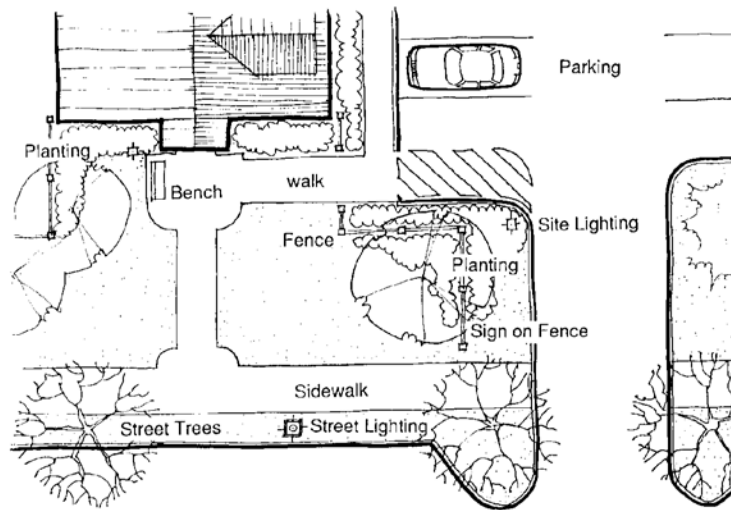 Parking
Planting
Bench
walk
Fence
Site Lighting
Planting
Sign on Fence
Sidewalk
Street Trees
Street Lighting